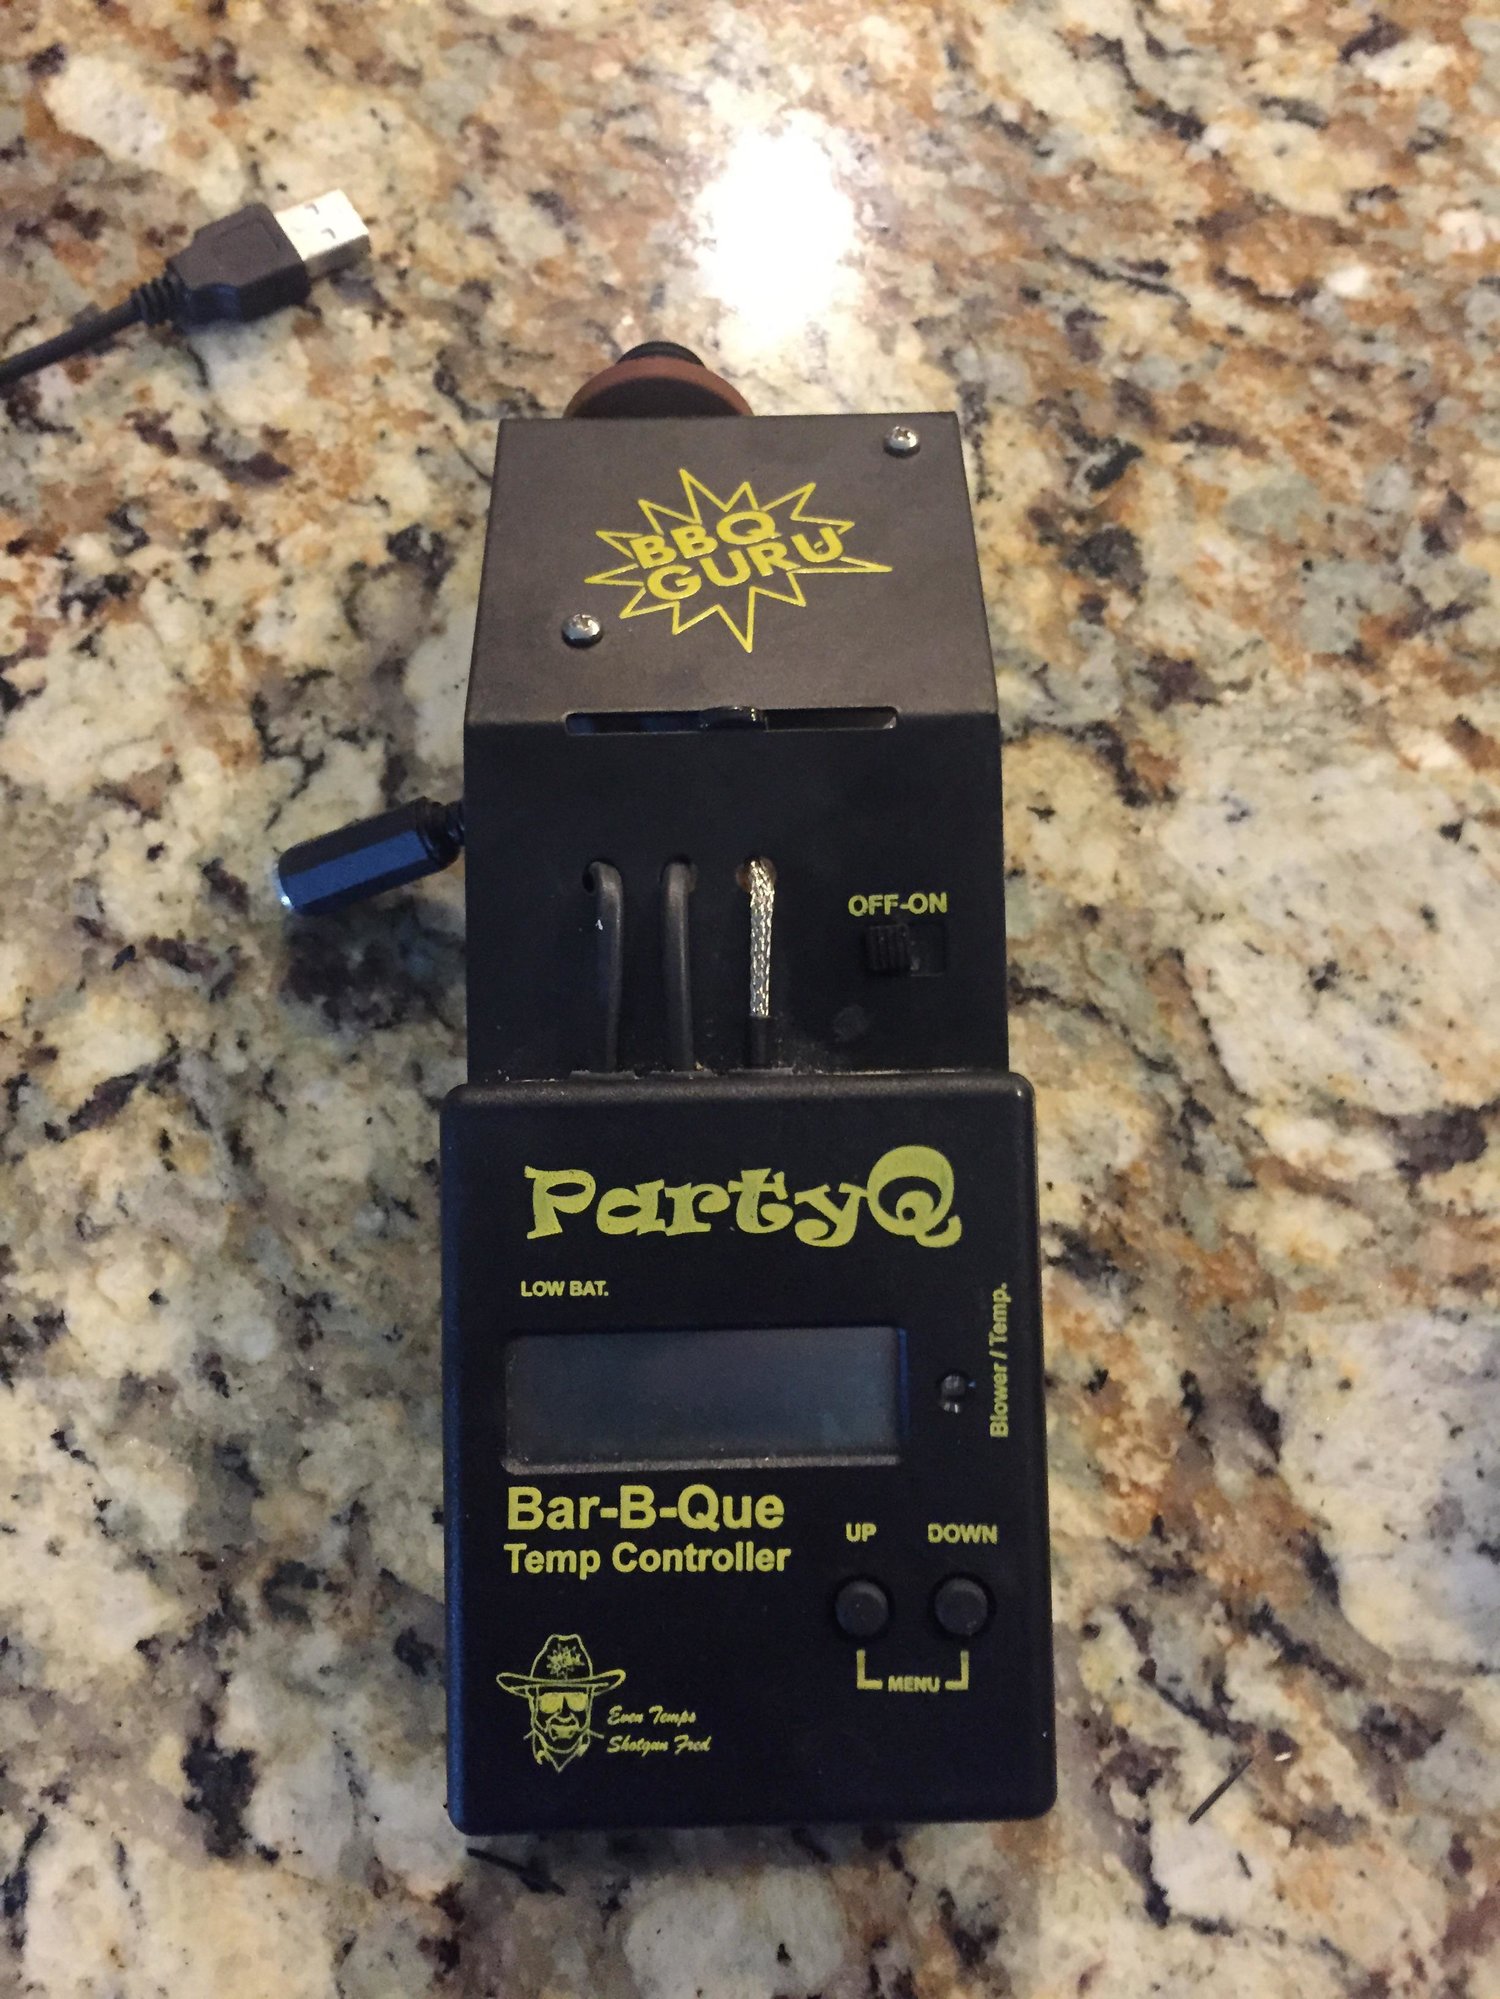 BBQ
GURU
OFF-ON
PartyQ
LOW BAT.
Blower / Temp.
Bar-B-Que
Temp Controller
UP DOWN
MENU
Even Temps
Shotgun Fred